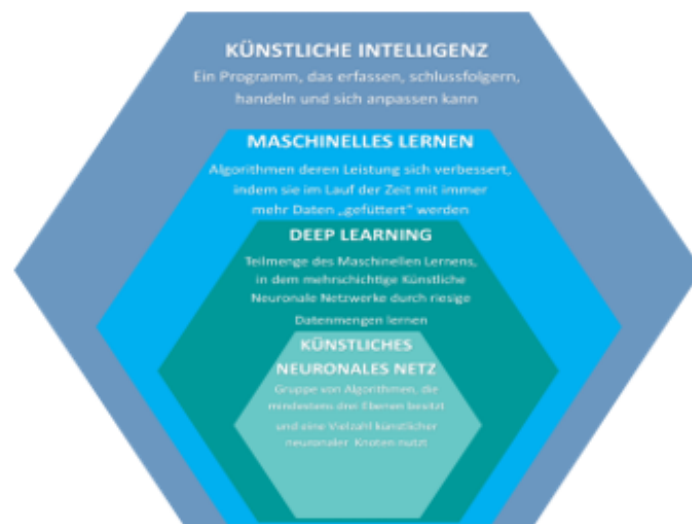 KÜNSTLICHE INTELLIGENZ
Ein Programm, das erfassen, schlussfolgern,
handeln und sich anpassen kann
MASCHINELLES LERNEN
Algorithmen deren Leistung sich verbessert,
indem sie im Lauf der Zeit mit immer
mehr Daten „gefüttert" werden
DEEP LEARNING
Teilmenge des Maschinellen Lernens,
in dem mehrschichtige Künstliche
Neuronale Netzwerke durch riesige
Datenmengen lernen
KÜNSTLICHES
NEURONALES NETZ
Gruppe von Algorithmen, die
mindestens drei Ebenen besitzt
und eine Vielzahl künstlicher
neuronaler Knoten nutzt